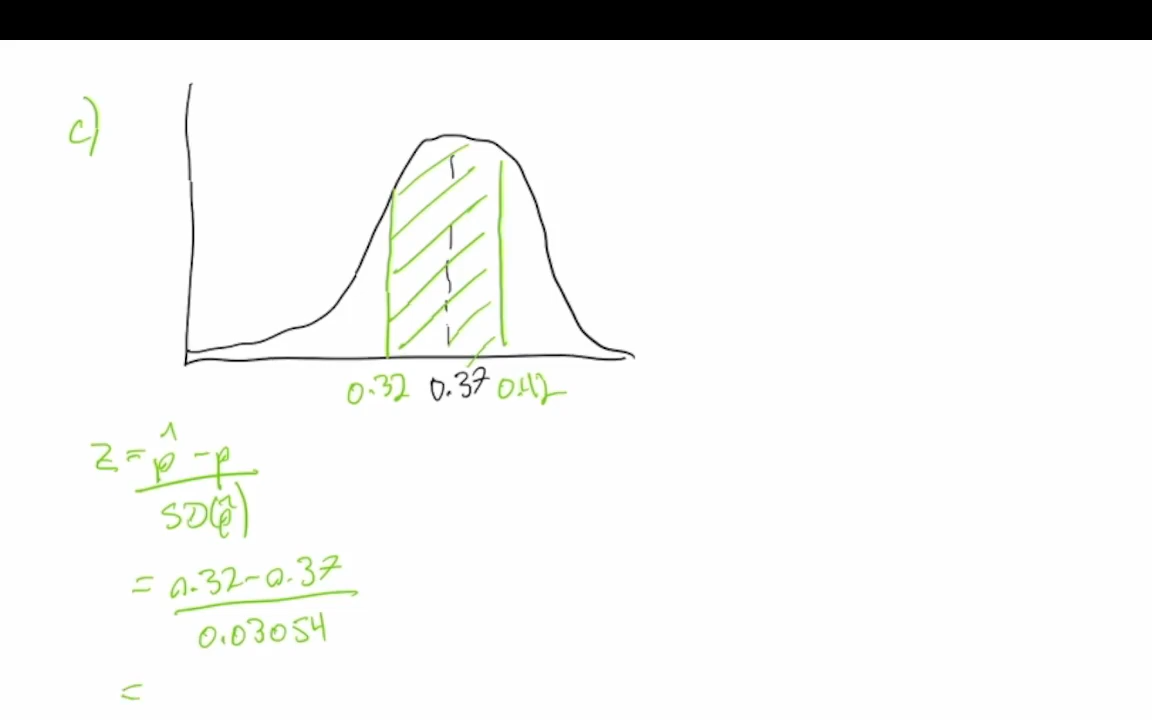 c)
0.32 0.37 0.42
z = p̂ - p
SD(p̂)
= 0.32-0.37
0.03054
=